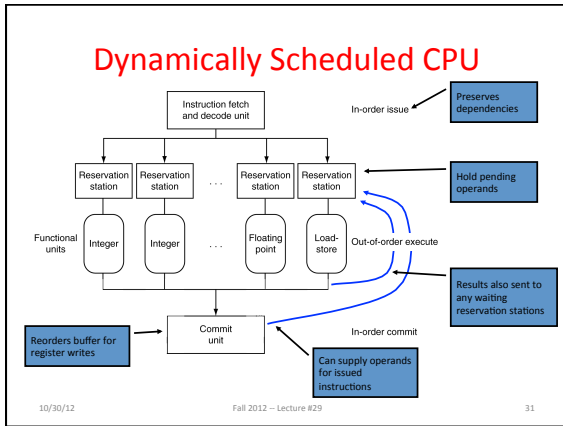 Dynamically Scheduled CPU
Instruction fetch
and decode unit
In-order issue
Preserves
dependencies
Reservation
station
Reservation
station
. . .
Reservation
station
Reservation
station
Hold pending
operands
Functional
units
Integer
Integer
. . .
Floating
point
Load-
store
Out-of-order execute
Results also sent to
any waiting
reservation stations
Reorders buffer for
register writes
Commit
unit
In-order commit
Can supply operands
for issued
instructions
10/30/12
Fall 2012 -- Lecture #29
31